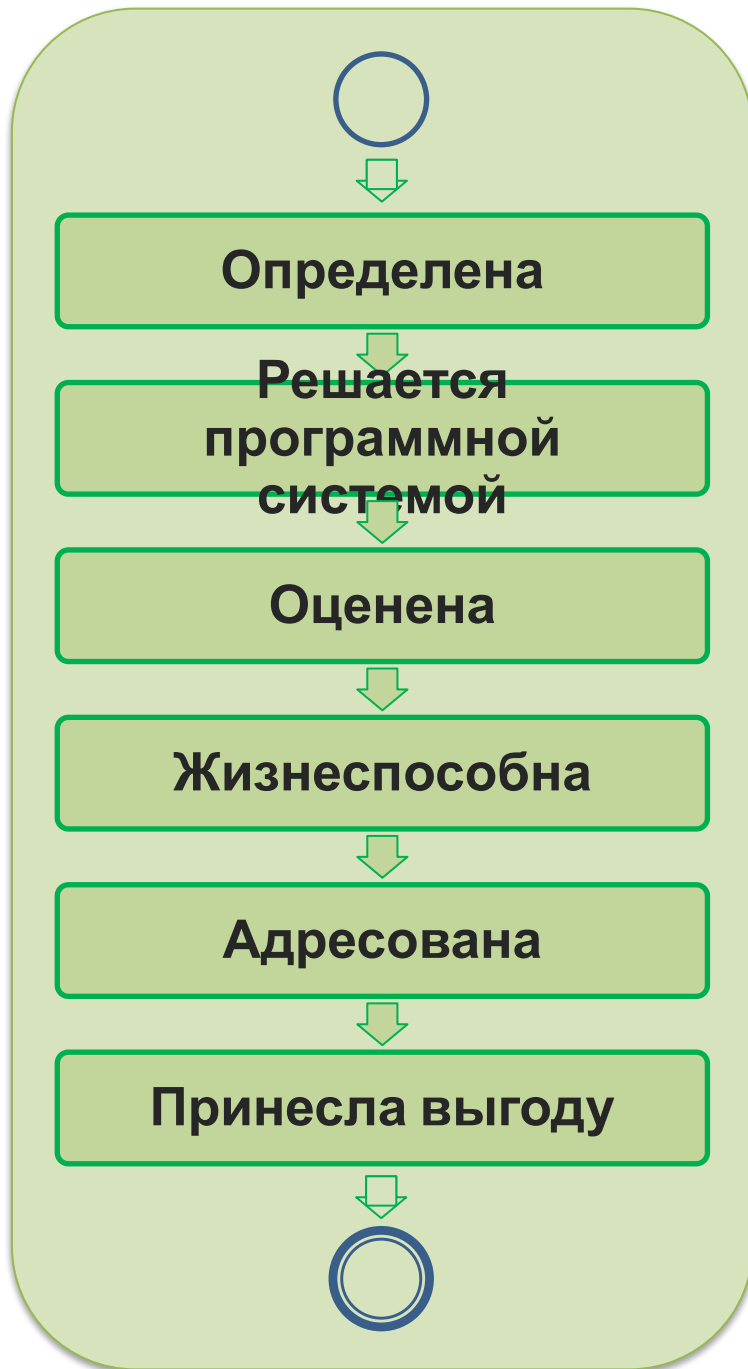 Определена
Решается
программной
системой
Оценена
Жизнеспособна
Адресована
Принесла выгоду